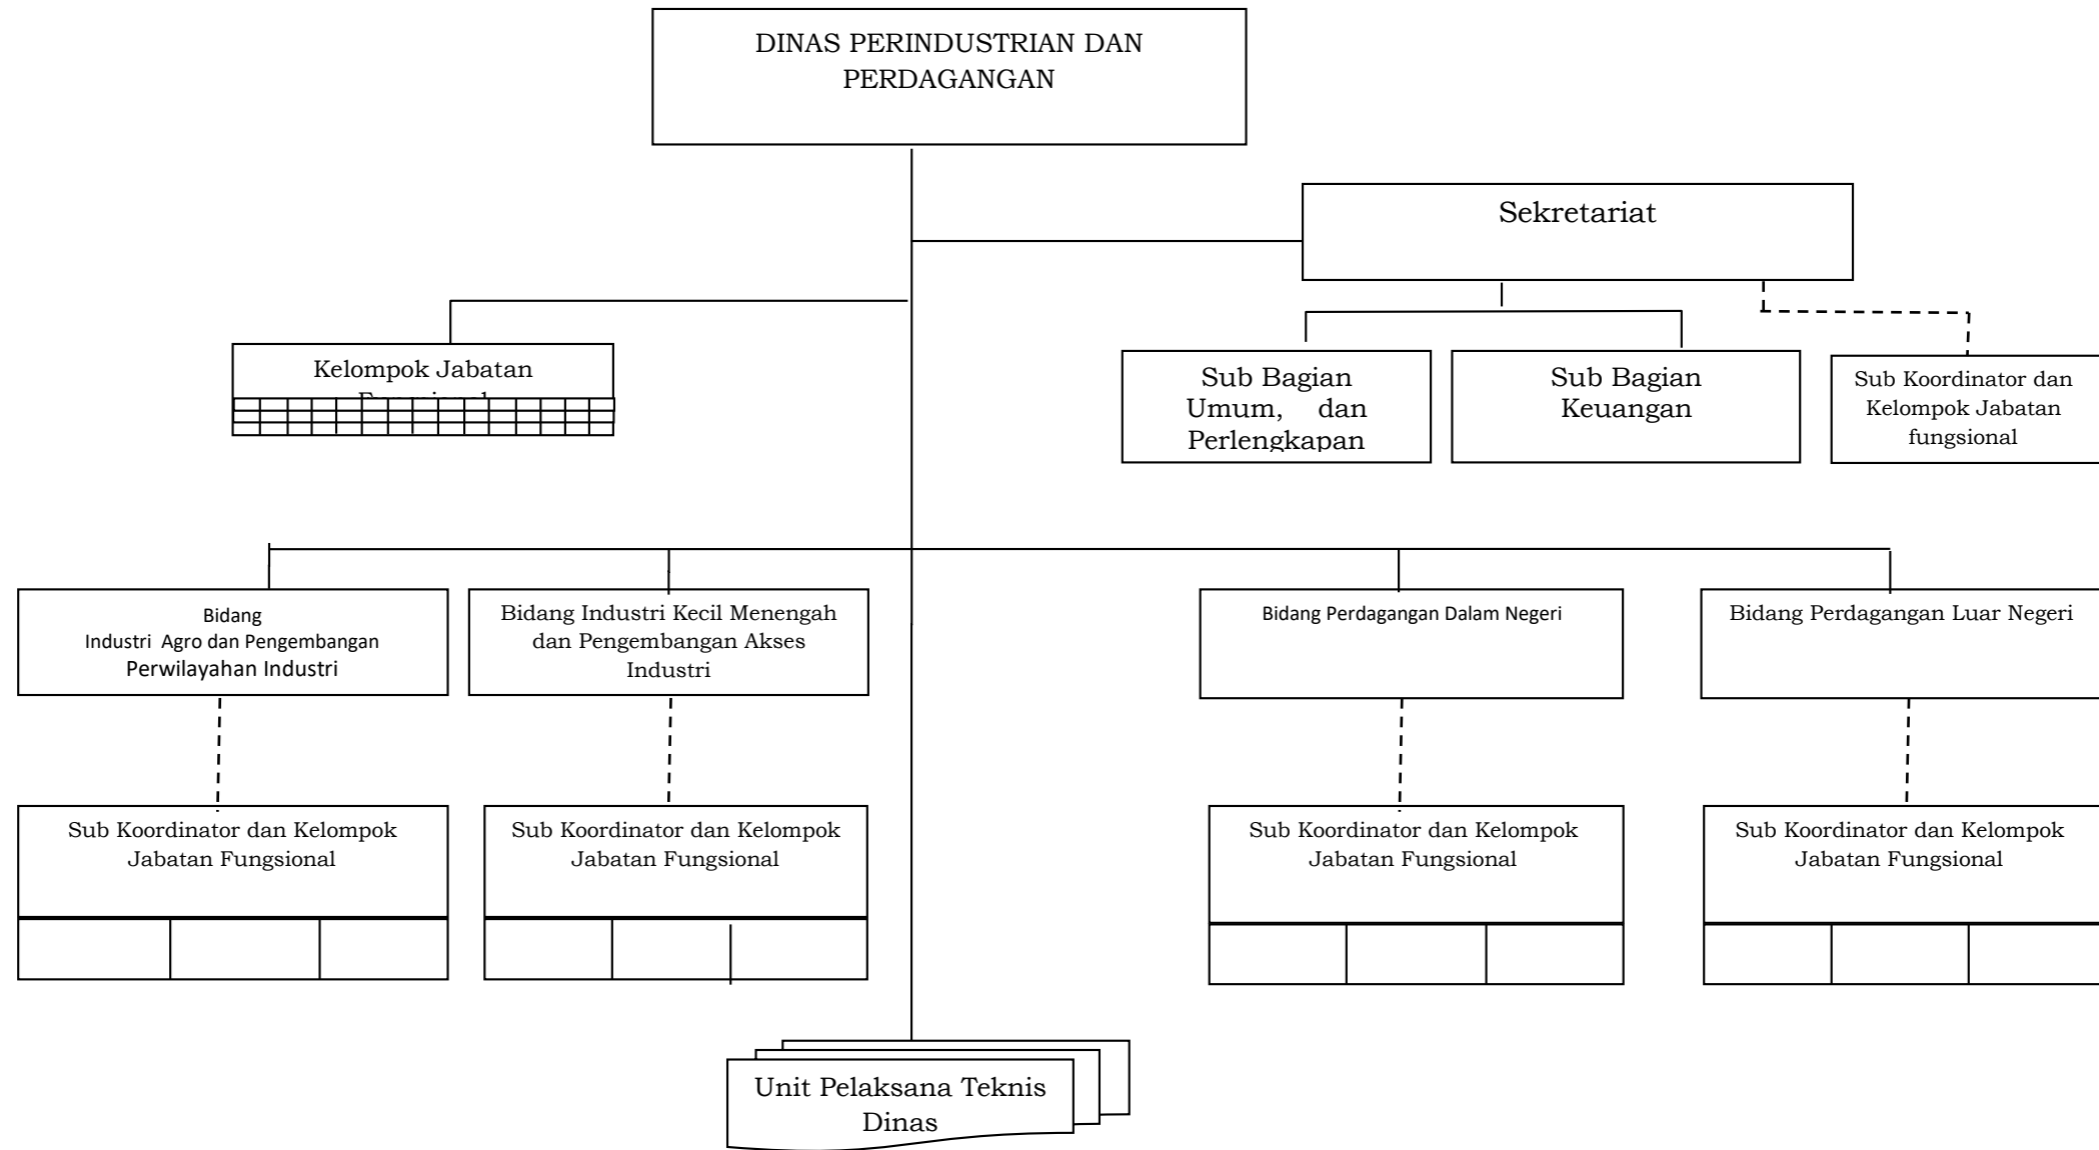 DINAS PERINDUSTRIAN DAN
PERDAGANGAN
Sekretariat
Kelompok Jabatan
Sub Bagian
Umum, dan
Perlengkapan
Sub Bagian
Keuangan
Sub Koordinator dan
Kelompok Jabatan
fungsional
Bidang
Industri Agro dan Pengembangan
Perwilayahan Industri
Bidang Industri Kecil Menengah
dan Pengembangan Akses
Industri
Bidang Perdagangan Dalam Negeri
Bidang Perdagangan Luar Negeri
Sub Koordinator dan Kelompok
Jabatan Fungsional
Sub Koordinator dan Kelompok
Jabatan Fungsional
Sub Koordinator dan Kelompok
Jabatan Fungsional
Sub Koordinator dan Kelompok
Jabatan Fungsional
Unit Pelaksana Teknis
Dinas